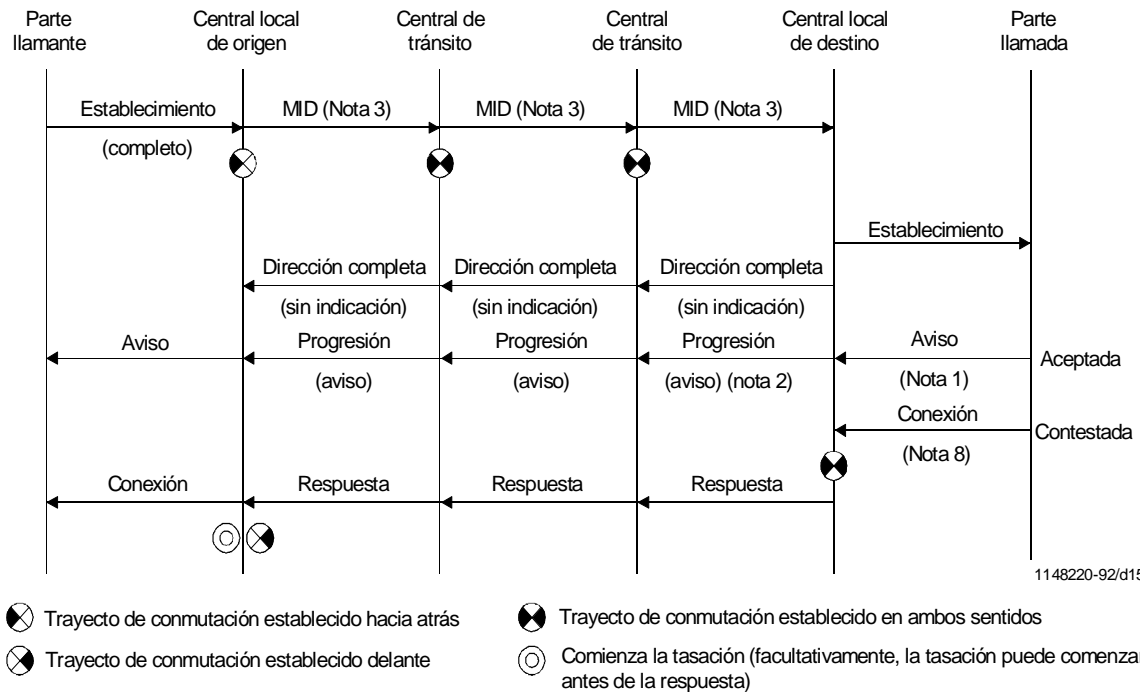 Parte llamante
Central local de origen
Central de tránsito
Central de tránsito
Central local de destino
Parte llamada
Establecimiento
MID (Nota 3)
MID (Nota 3)
MID (Nota 3)
(completo)
Establecimiento
Dirección completa
Dirección completa
Dirección completa
(sin indicación)
(sin indicación)
(sin indicación)
Aviso
Progresión
Progresión
Progresión
Aviso
Aceptada
(aviso)
(aviso)
(aviso) (nota 2)
(Nota 1)
Conexión
Contestada
(Nota 8)
Conexión
Respuesta
Respuesta
Respuesta
1148220-92/d15
Trayecto de conmutación establecido hacia atrás
Trayecto de conmutación establecido en ambos sentidos
Trayecto de conmutación establecido delante
Comienza la tasación (facultativamente, la tasación puede comenza
antes de la respuesta)